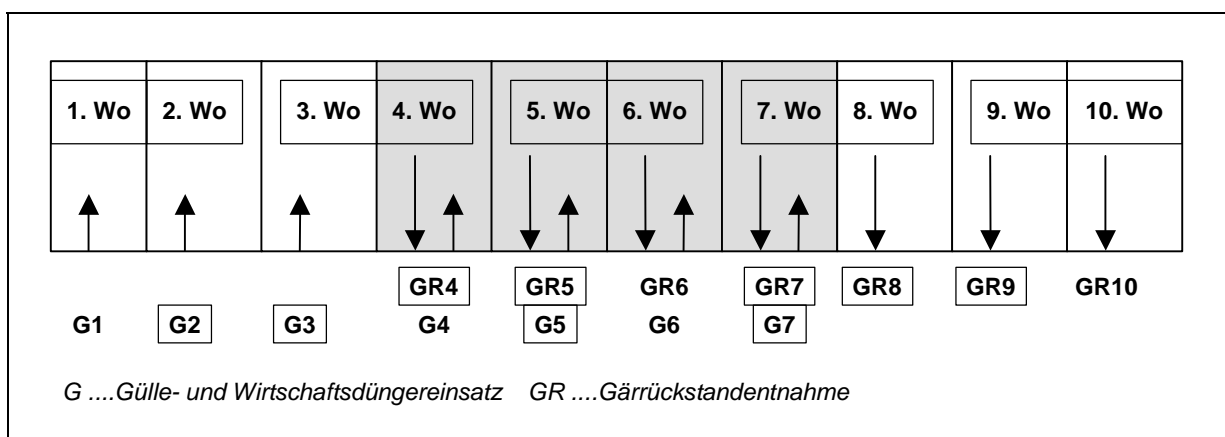 1. Wo 2. Wo 3. Wo 4. Wo 5. Wo 6. Wo 7. Wo 8. Wo 9. Wo 10. Wo
GR4 GR5 GR6 GR7 GR8 GR9 GR10
G1 G2 G3 G4 G5 G6 G7
G ....Gülle- und Wirtschaftsdüngereinsatz GR ....Gärrückstandentnahme